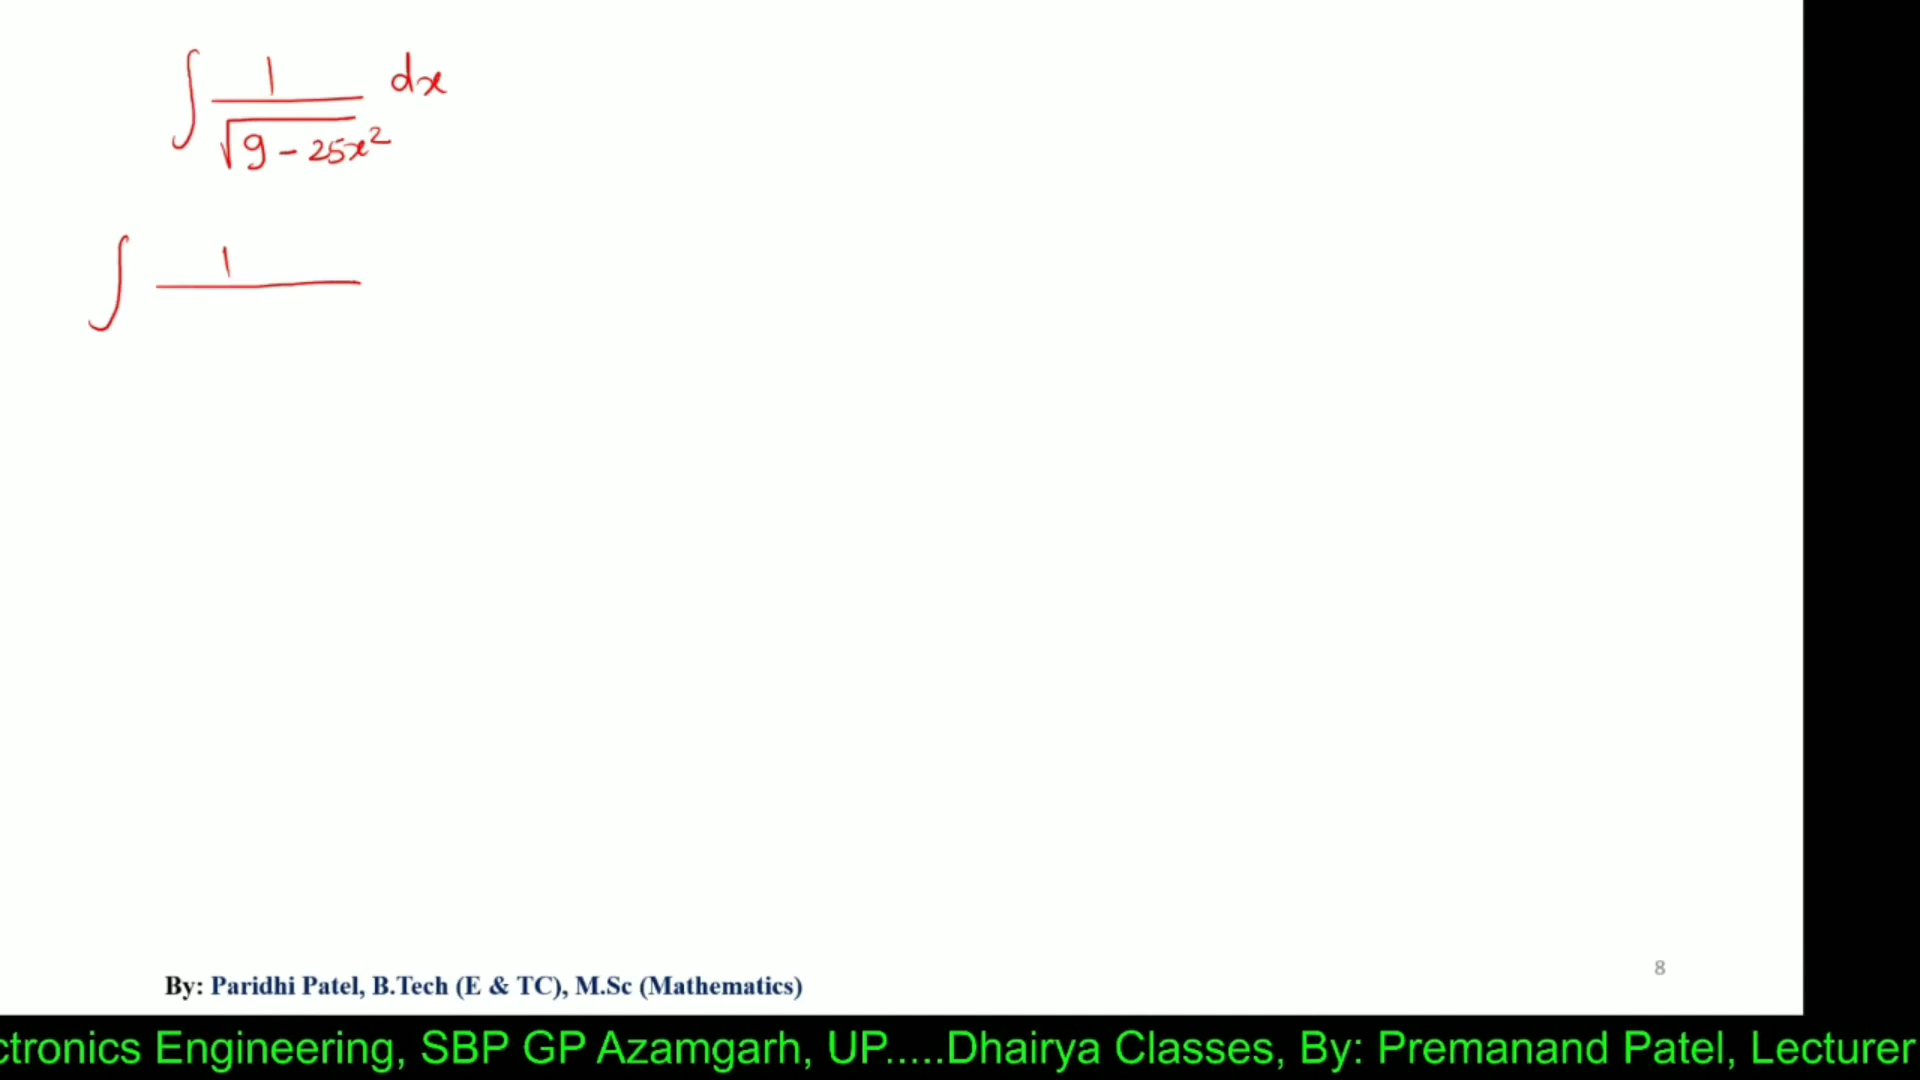 ∫ 1/√(9 - 25x²) dx
∫ 1/
By: Paridhi Patel, B.Tech (E & TC), M.Sc (Mathematics)
8
ctronics Engineering, SBP GP Azamgarh, UP.....Dhairya Classes, By: Premanand Patel, Lecturer